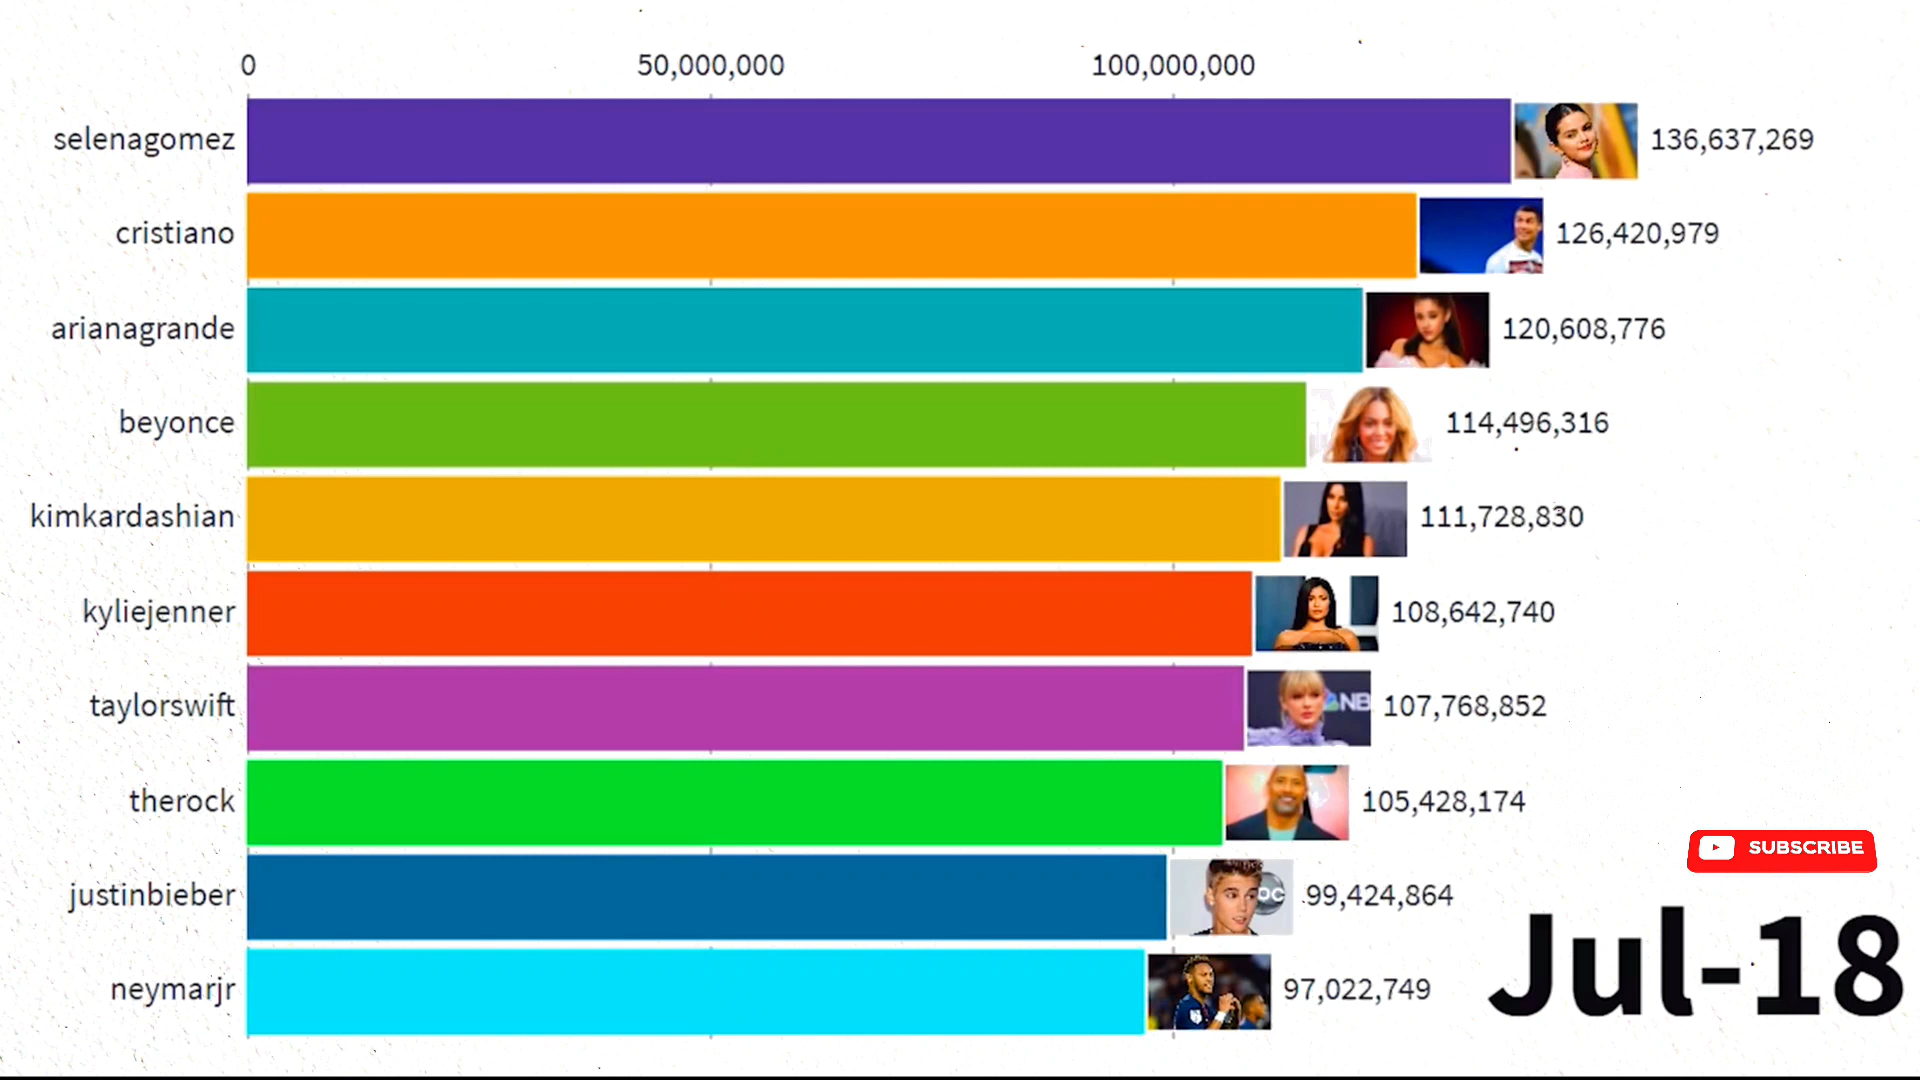 0 50,000,000 100,000,000
selenagomez 136,637,269
cristiano 126,420,979
arianagrande 120,608,776
beyonce 114,496,316
kimkardashian 111,728,830
kyliejenner 108,642,740
taylorswift NB 107,768,852
therock 105,428,174
justinbieber 99,424,864
neymarjr 97,022,749
SUBSCRIBE
Jul-18